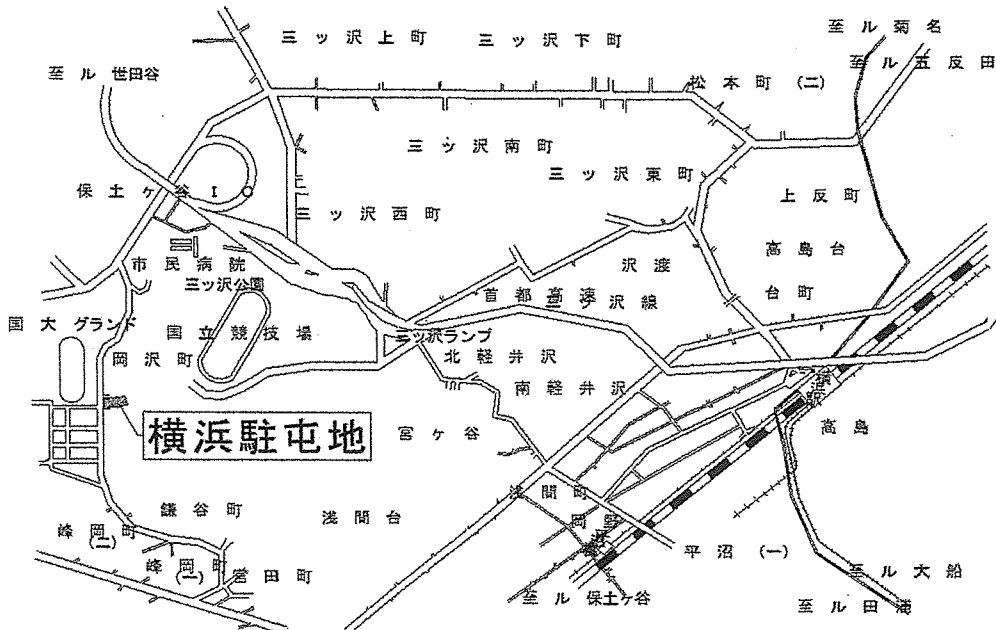 至ル 菊名
三ッ沢上町
三ッ沢下町
至ル 五反田
至ル 世田谷
松本町 (二)
三ッ沢南町
三ッ沢東町
保土ヶ谷IC
上反町
三ッ沢西町
高島台
市民病院
沢渡
三ッ沢公園
台町
首都高速
三ッ沢線
国大グランド
国立競技場
三ッ沢ランプ
岡沢町
北軽井沢
南軽井沢
横浜駅
横浜駐屯地
宮ヶ谷
高島
浅間町
鎌谷町
浅間台
岡野
峰岡町
(二)
平沼 (一)
峰岡町
(一)
宮田町
至ル 大船
至ル 保土ヶ谷
至ル 田浦